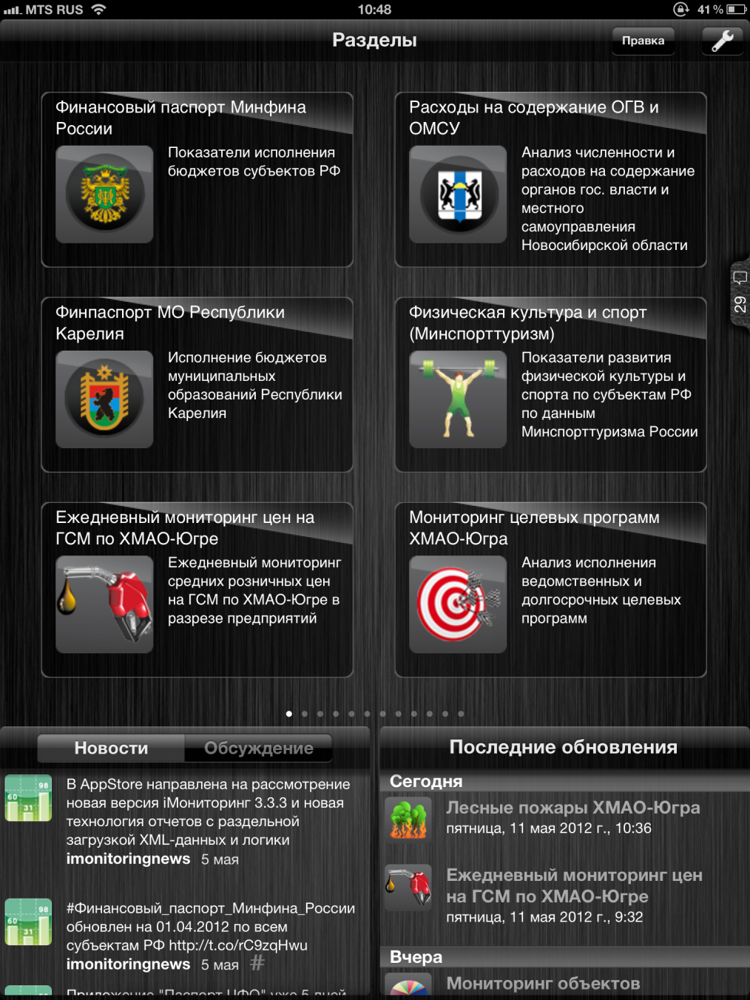 MTS RUS
10:48
41 %
Разделы
Правка
Финансовый паспорт Минфина
России
Показатели исполнения
бюджетов субъектов РФ
Расходы на содержание ОГВ и
ОМСУ
Анализ численности и
расходов на содержание
органов гос. власти и
местного
самоуправления
Новосибирской области
29
Финпаспорт МО Республики
Карелия
Исполнение бюджетов
муниципальных
образований Республики
Карелия
Физическая культура и спорт
(Минспорттуризм)
Показатели развития
физической культуры и
спорта по субъектам РФ
по данным
Минспорттуризма России
Ежедневный мониторинг цен на
ГСМ по ХМАО-Югре
Ежедневный мониторинг
средних розничных цен
на ГСМ по ХМАО-Югре в
разрезе предприятий
Мониторинг целевых программ
ХМАО-Югра
Анализ исполнения
ведомственных и
долгосрочных целевых
программ
Новости
Обсуждение
60
31
98
В AppStore направлена на рассмотрение
новая версия iМониторинг 3.3.3 и новая
технология отчетов с раздельной
загрузкой XML-данных и логики
imonitoringnews 5 мая
60
31
98
#Финансовый_паспорт_Минфина_России
обновлен на 01.04.2012 по всем
субъектам РФ http://t.co/rC9zqHwu
imonitoringnews 5 мая #
Приложение "Паспорт ЦФО" уже 5 дней
Последние обновления
Сегодня
Лесные пожары ХМАО-Югра
пятница, 11 мая 2012 г., 10:36
Ежедневный мониторинг цен
на ГСМ по ХМАО-Югре
пятница, 11 мая 2012 г., 9:32
Вчера
Мониторинг объектов